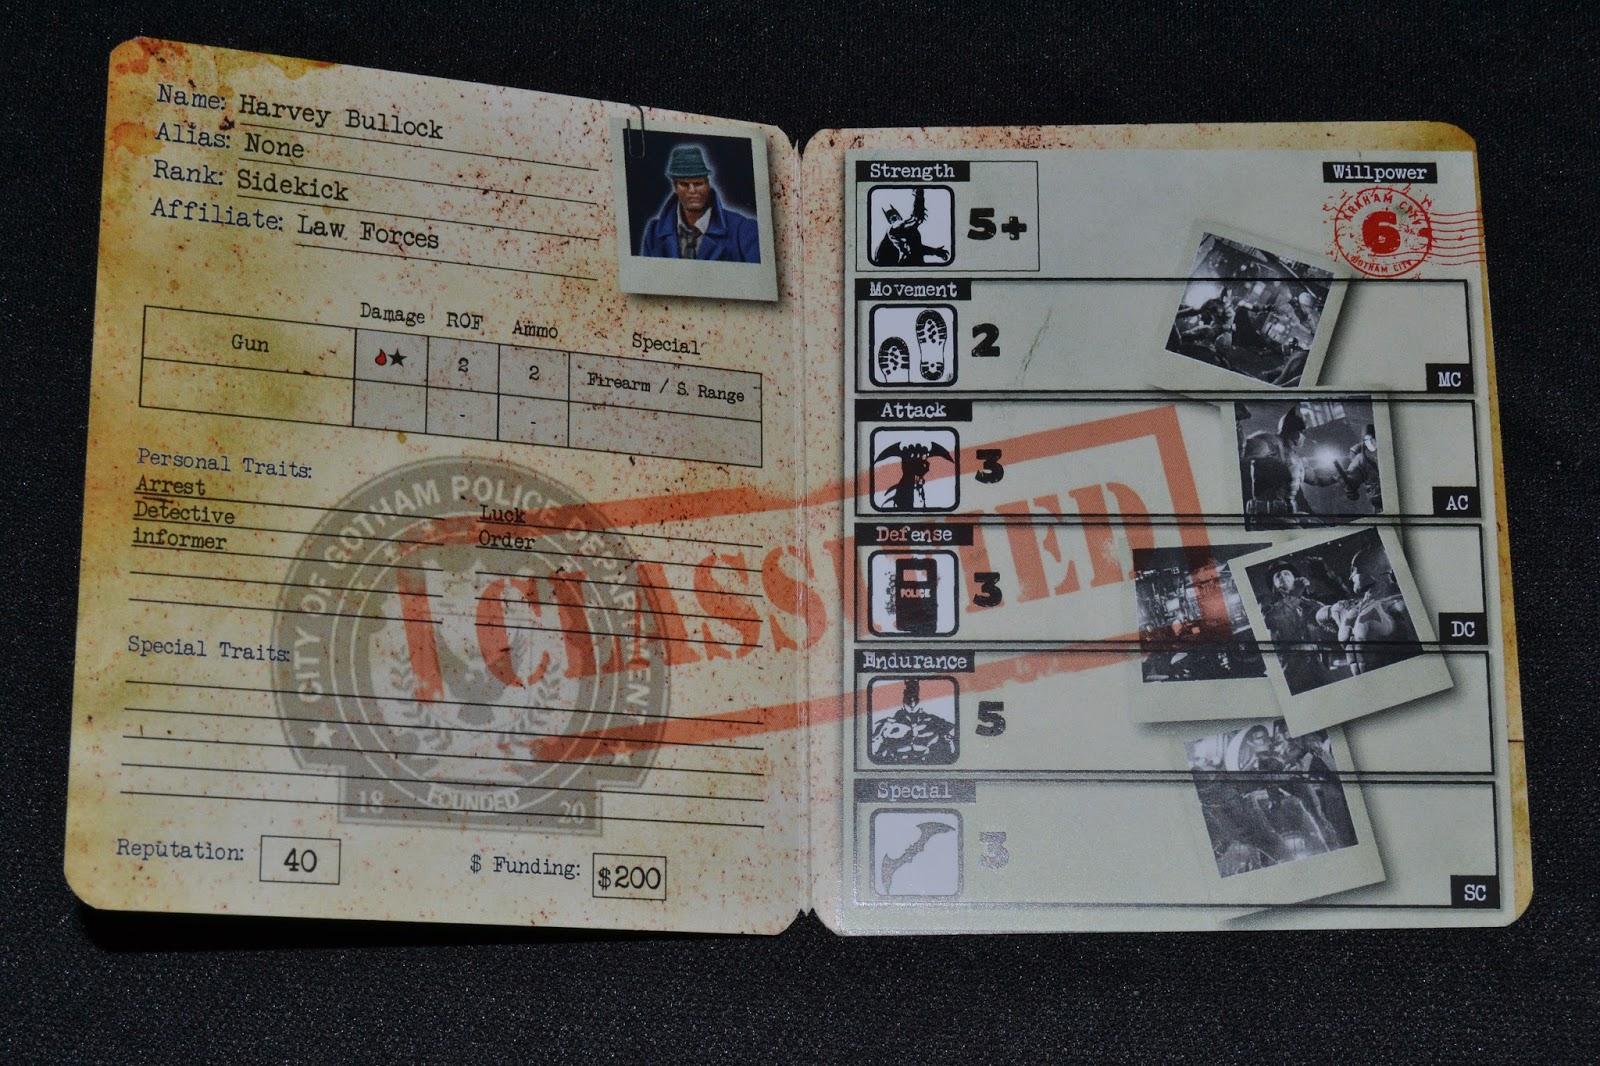 Name: Harvey Bullock
Alias: None
Rank: Sidekick
Affiliate: Law Forces
Damage ROF Ammo Special
Gun 2 2 Firearm / S. Range
- -
Personal Traits:
Arrest
Detective Luck
informer Order
Special Traits:
CITY OF GOTHAM POLICE DEPARTMENT
18 FOUNDED 20
Reputation: 40
$ Funding: $200
CLASSIFIED
Strength
5+
Willpower
ARKHAM CITY
6
GOTHAM CITY
Movement
2
MC
Attack
3
AC
Defense
POLICE
3
DC
Endurance
5
Special
3
SC